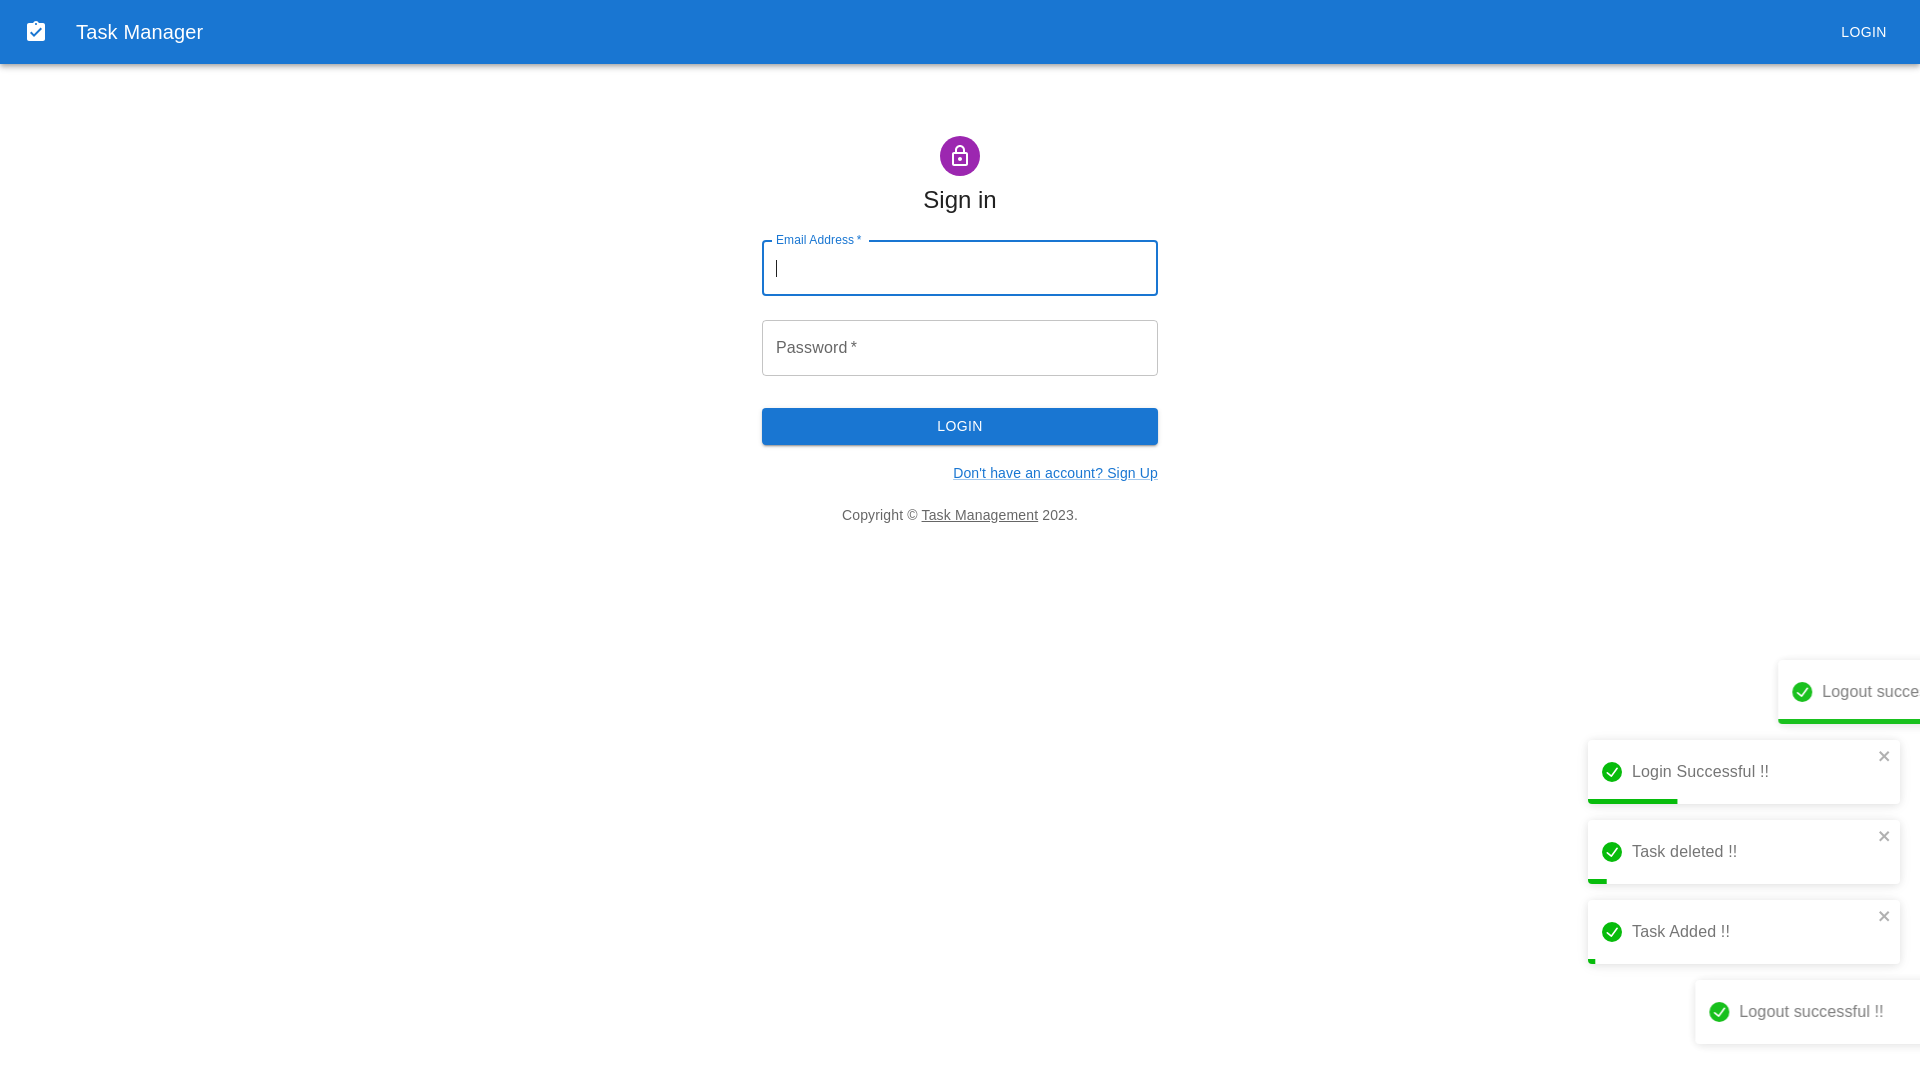 Task Manager
LOGIN
Sign in
Email Address *
Password *
LOGIN
Don't have an account? Sign Up
Copyright © Task Management 2023.
Logout succe
Login Successful !!
Task deleted !!
Task Added !!
Logout successful !!